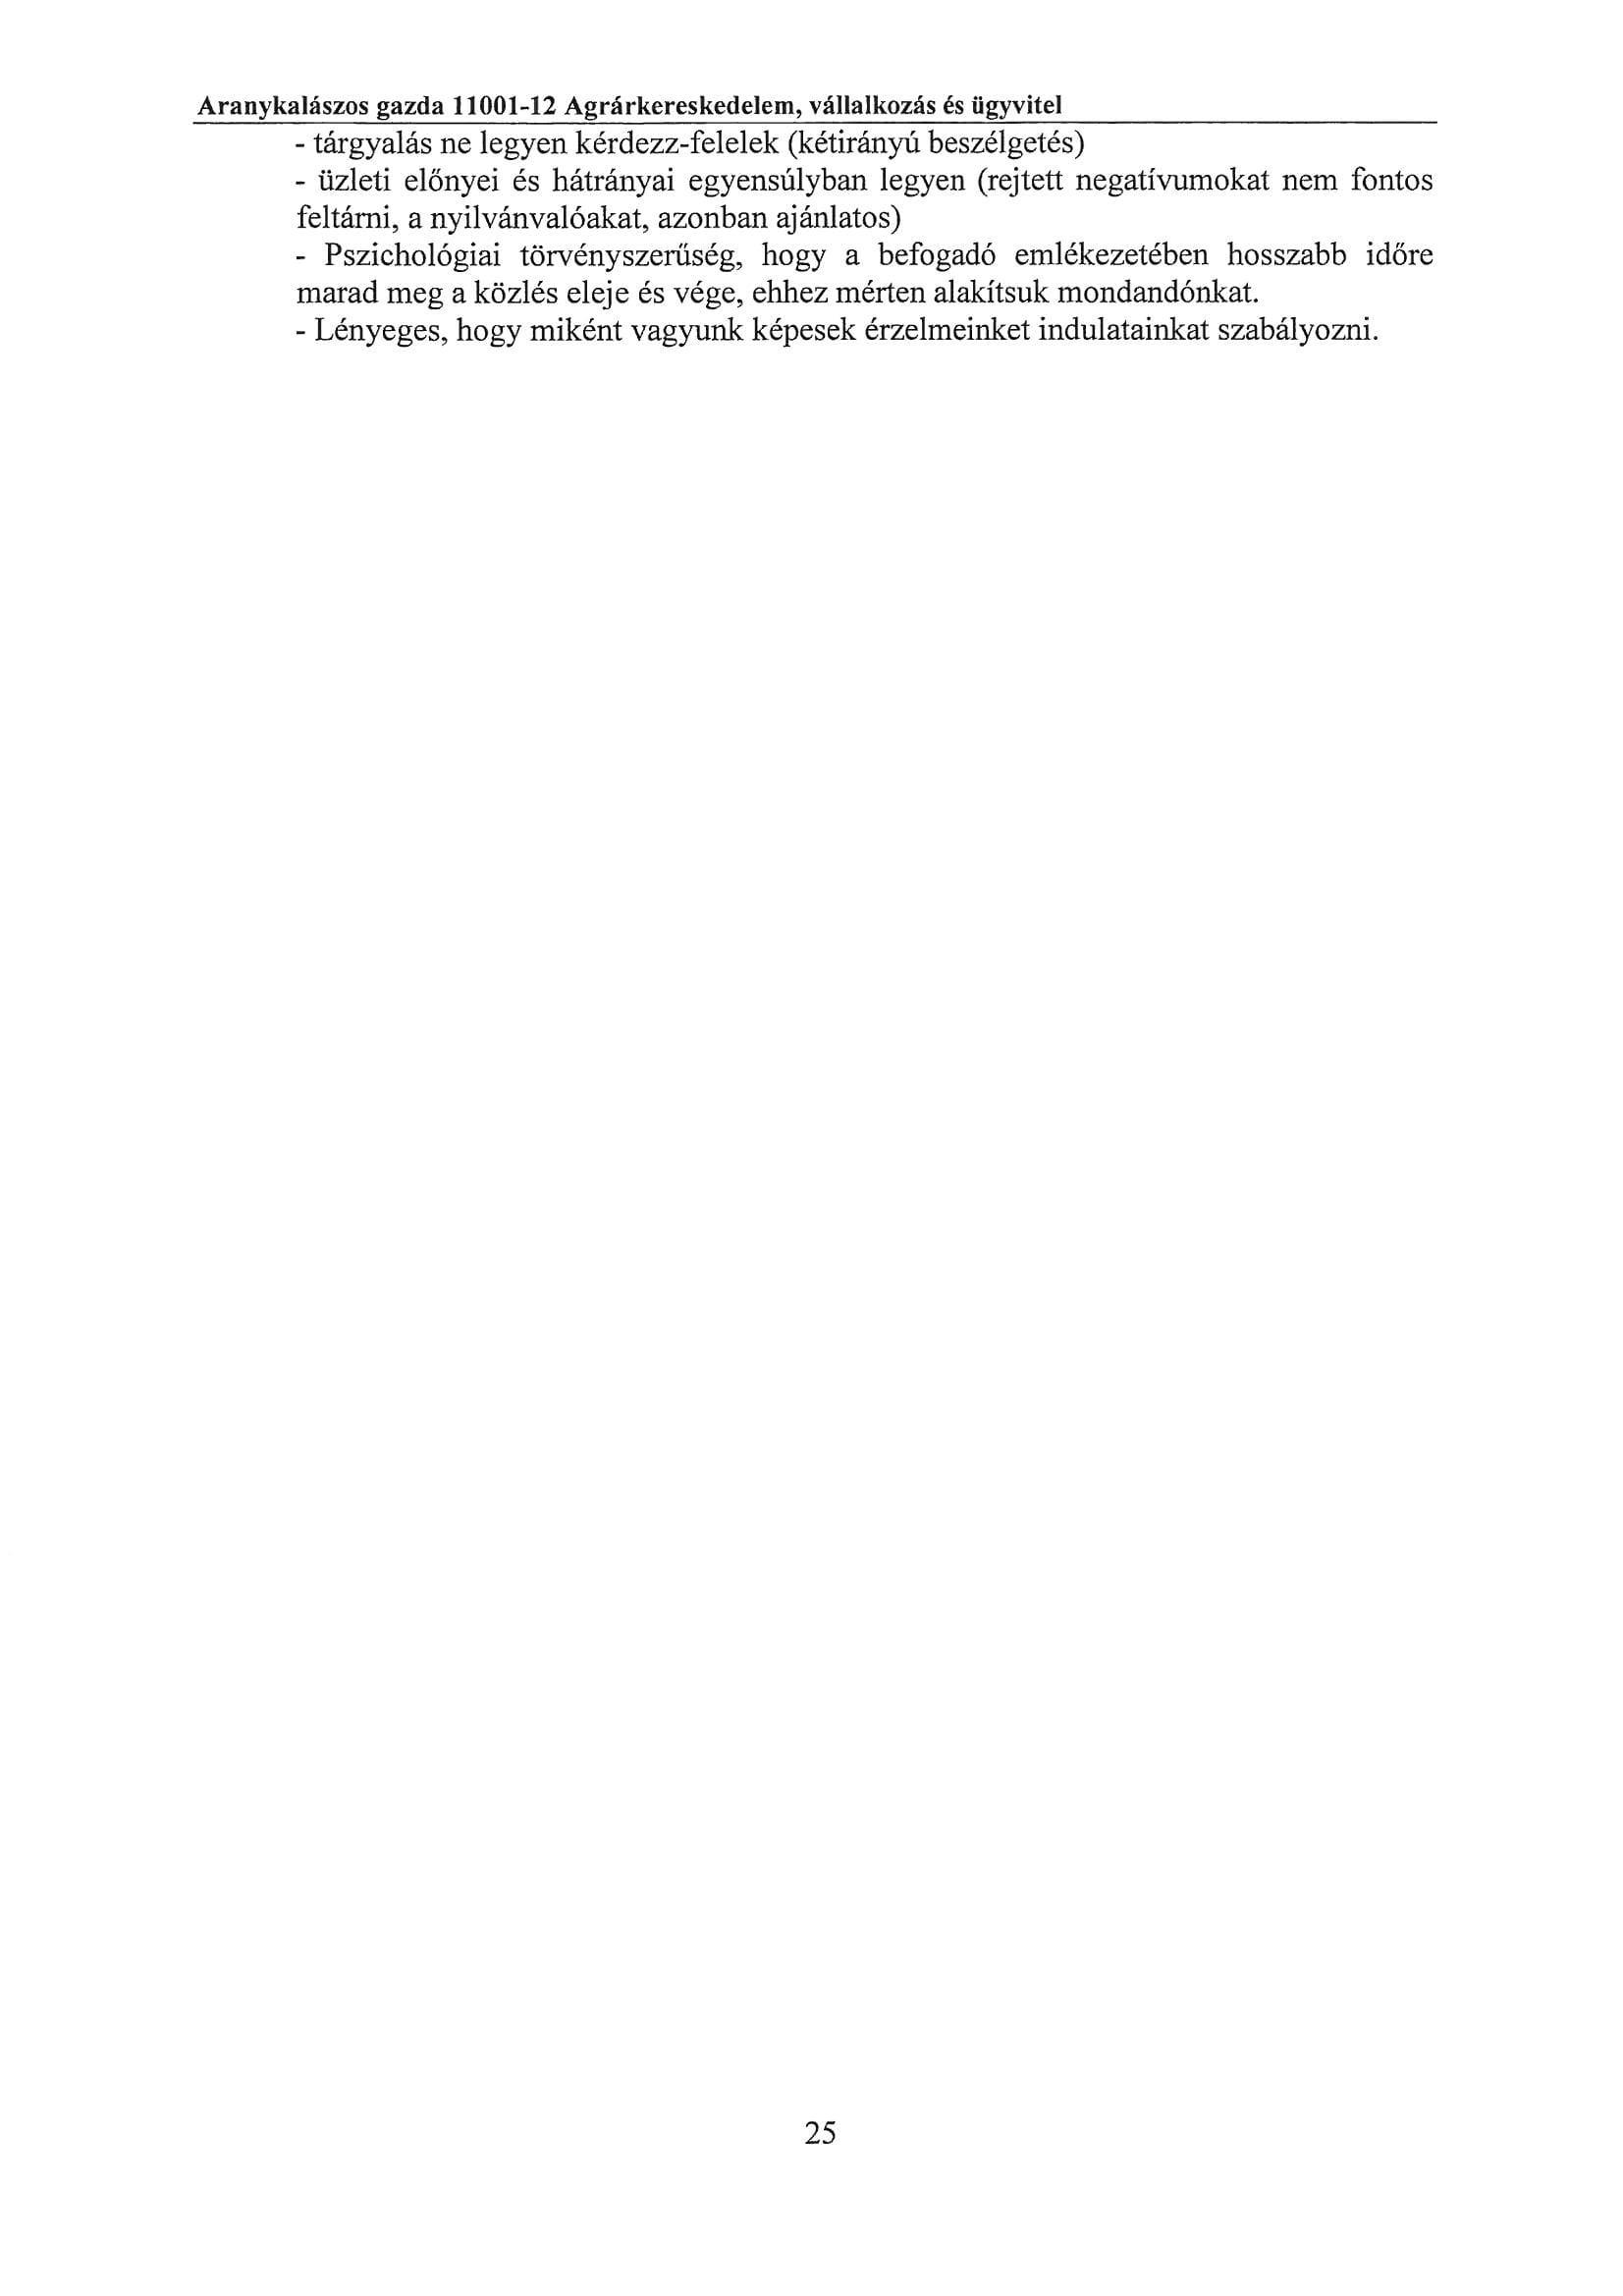 Aranykalászos gazda 11001-12 Agrárkereskedelem, vállalkozás és ügyvitel
- tárgyalás ne legyen kérdezz-felelek (kétirányú beszélgetés)
- üzleti előnyei és hátrányai egyensúlyban legyen (rejtett negatívumokat nem fontos
feltárni, a nyilvánvalóakat, azonban ajánlatos)
- Pszichológiai törvényszerűség, hogy a befogadó emlékezetében hosszabb időre
marad meg a közlés eleje és vége, ehhez mérten alakítsuk mondandónkat.
- Lényeges, hogy miként vagyunk képesek érzelmeinket indulatainkat szabályozni.
25